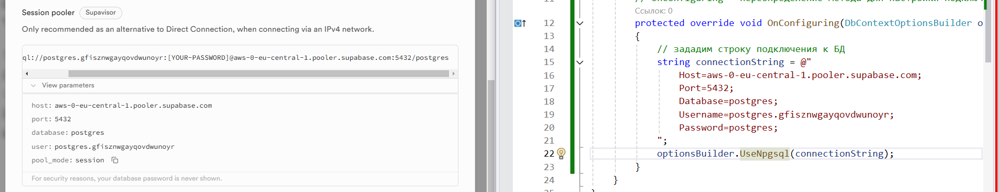 Session pooler Supavisor
Only recommended as an alternative to Direct Connection, when connecting via an IPv4 network.
ql://postgres.gfisznwgayqovdwunoyr:[YOUR-PASSWORD]@aws-0-eu-central-1.pooler.supabase.com:5432/postgres
View parameters
host: aws-0-eu-central-1.pooler.supabase.com
port: 5432
database: postgres
user: postgres.gfisznwgayqovdwunoyr
pool_mode: session
For security reasons, your database password is never shown.
Ссылок: 0
12 protected override void OnConfiguring(DbContextOptionsBuilder o
13 {
14 // зададим строку подключения к БД
15 string connectionString = @"
16 Host=aws-0-eu-central-1.pooler.supabase.com;
17 Port=5432;
18 Database=postgres;
19 Username=postgres.gfisznwgayqovdwunoyr;
20 Password=postgres;
21 ";
22 optionsBuilder.UseNpgsql(connectionString);
23 }
24 }